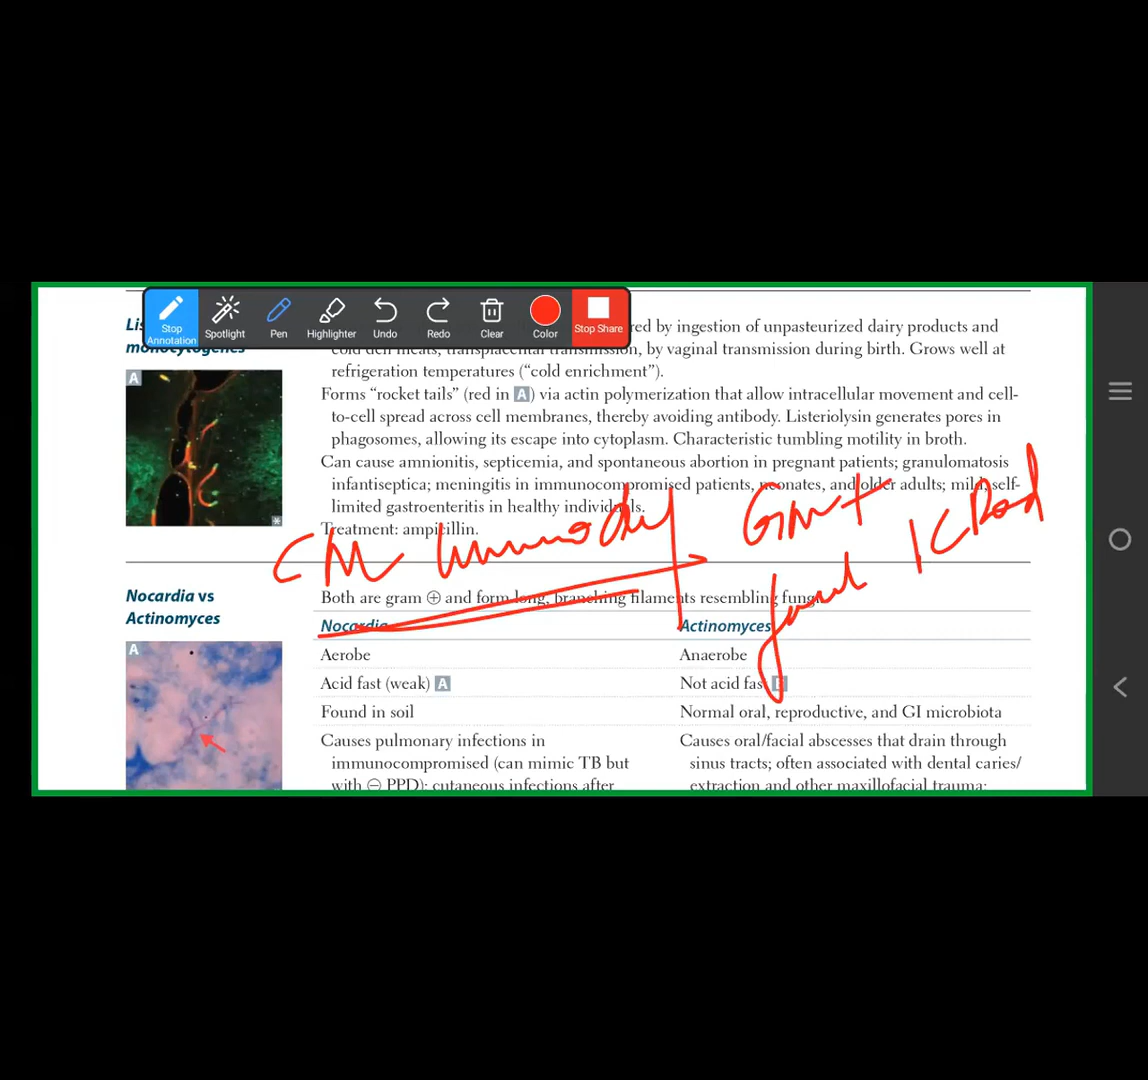 Stop Annotation
Spotlight
Pen
Highlighter
Undo
Redo
Clear
Color
Stop Share
Lis
red by ingestion of unpasteurized dairy products and
monocytogenes
cold deli meats, transplacental transmission, by vaginal transmission during birth. Grows well at
refrigeration temperatures (“cold enrichment”).
A
Forms “rocket tails” (red in A) via actin polymerization that allow intracellular movement and cell-
to-cell spread across cell membranes, thereby avoiding antibody. Listeriolysin generates pores in
phagosomes, allowing its escape into cytoplasm. Characteristic tumbling motility in broth.
Can cause amnionitis, septicemia, and spontaneous abortion in pregnant patients; granulomatosis
infantiseptica; meningitis in immunocompromised patients, neonates, and older adults; mild, self-
limited gastroenteritis in healthy individuals.
Treatment: ampicillin.
Nocardia vs
Actinomyces
Both are gram ⊕ and form long, branching filaments resembling fungi.
Nocardia
Actinomyces
A
Aerobe
Anaerobe
Acid fast (weak) A
Not acid fast
Found in soil
Normal oral, reproductive, and GI microbiota
Causes pulmonary infections in
immunocompromised (can mimic TB but
with ⊖ PPD); cutaneous infections after
Causes oral/facial abscesses that drain through
sinus tracts; often associated with dental caries/
extraction and other maxillofacial trauma;
CM
IC Rod